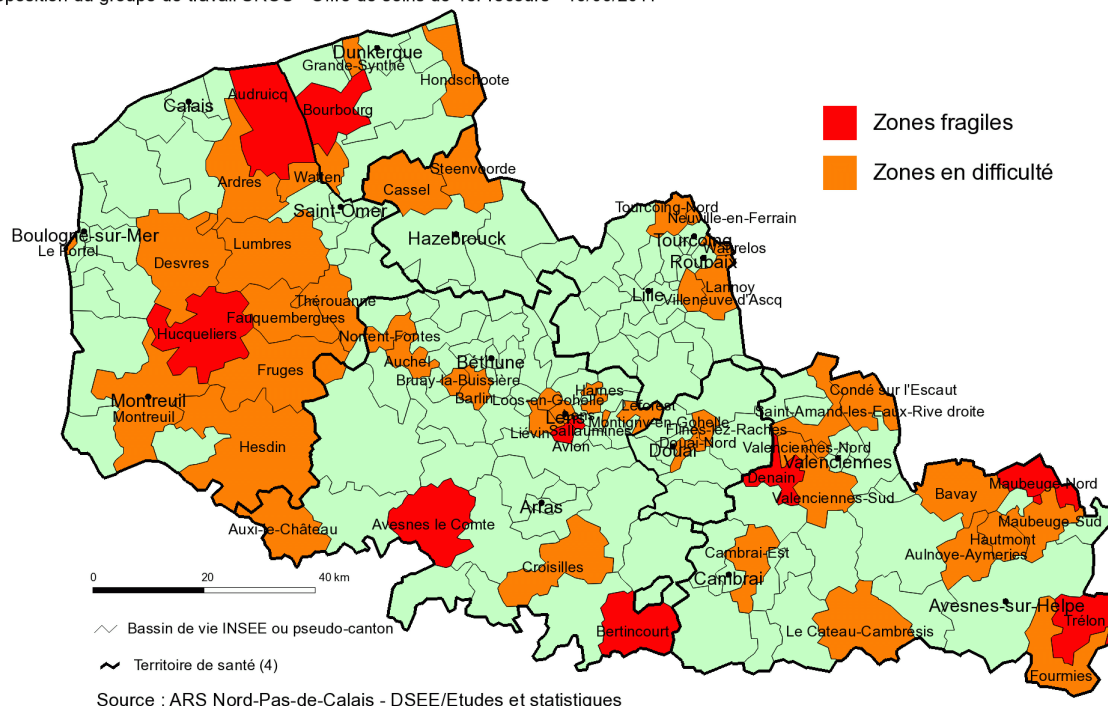 Dunkerque
Grande-Synthe
Hondschoote
Audruicq
Calais
Bourbourg
Zones fragiles
Zones en difficulté
Steenvoorde
Watten
Ardres
Cassel
Saint-Omer
Tourcoing-Nord
Neuville-en-Ferrain
Boulogne-sur-Mer
Le Portel
Lumbres
Hazebrouck
Tourcoing
Wattrelos
Roubaix
Desvres
Lannoy
Lille
Villeneuve d'Ascq
Thérouanne
Fauquembergues
Hucqueliers
Norrent-Fontes
Auchel
Béthune
Fruges
Bruay-la-Buissière
Condé sur l'Escaut
Harnes
Barlin
Loos-en-Gohelle
Montreuil
Leforest
Saint-Amand-les-Eaux-Rive droite
Montreuil
Lens
Montigny-en-Gohelle
Flines-lez-Raches
Liévin
Sallaumines
Douai-Nord
Hesdin
Avion
Douai
Valenciennes-Nord
Valenciennes
Denain
Maubeuge-Nord
Bavay
Valenciennes-Sud
Arras
Auxi-le-Château
Avesnes le Comte
Maubeuge-Sud
Hautmont
Cambrai-Est
Aulnoye-Aymeries
Croisilles
Cambrai
0 20 40 km
Avesnes-sur-Helpe
Trélon
Bassin de vie INSEE ou pseudo-canton
Bertincourt
Le Cateau-Cambrésis
Territoire de santé (4)
Fourmies
Source : ARS Nord-Pas-de-Calais - DSEE/Etudes et statistiques